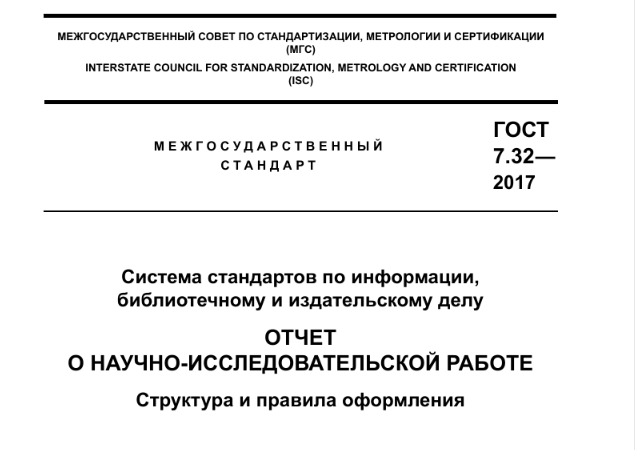 МЕЖГОСУДАРСТВЕННЫЙ СОВЕТ ПО СТАНДАРТИЗАЦИИ, МЕТРОЛОГИИ И СЕРТИФИКАЦИИ
(МГС)
INTERSTATE COUNCIL FOR STANDARDIZATION, METROLOGY AND CERTIFICATION
(ISC)
МЕЖГОСУДАРСТВЕННЫЙ
СТАНДАРТ
ГОСТ
7.32—
2017
Система стандартов по информации,
библиотечному и издательскому делу
ОТЧЕТ
О НАУЧНО-ИССЛЕДОВАТЕЛЬСКОЙ РАБОТЕ
Структура и правила оформления